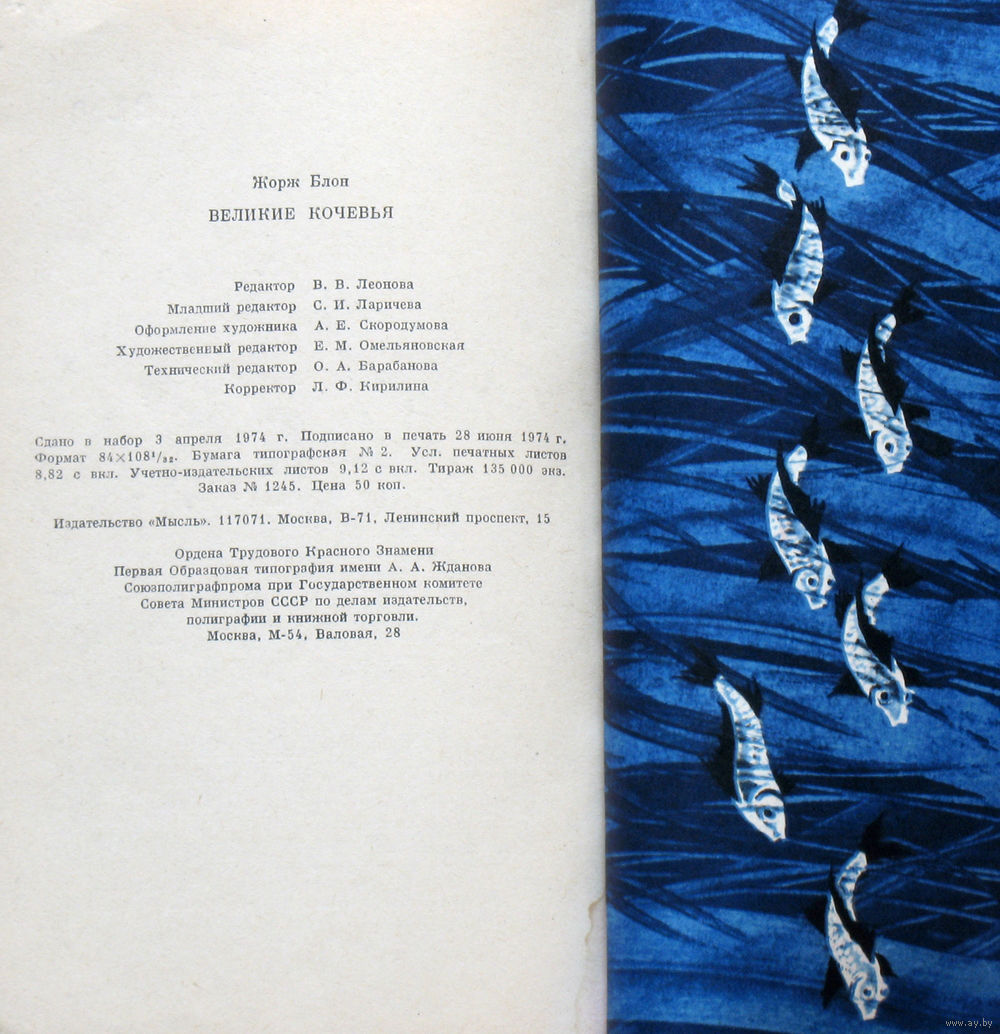 Жорж Блон
ВЕЛИКИЕ КОЧЕВЬЯ
Редактор В. В. Леонова
Младший редактор С. И. Ларичева
Оформление художника А. Е. Скородумова
Художественный редактор Е. М. Омельяновская
Технический редактор О. А. Барабанова
Корректор Л. Ф. Кирилина
Сдано в набор 3 апреля 1974 г. Подписано в печать 28 июня 1974 г.
Формат 84×108¹/₃₂. Бумага типографская № 2. Усл. печатных листов
8,82 с вкл. Учетно-издательских листов 9,12 с вкл. Тираж 135 000 экз.
Заказ № 1245. Цена 50 коп.
Издательство «Мысль». 117071. Москва, В-71, Ленинский проспект, 15
Ордена Трудового Красного Знамени
Первая Образцовая типография имени А. А. Жданова
Союзполиграфпрома при Государственном комитете
Совета Министров СССР по делам издательств,
полиграфии и книжной торговли.
Москва, М-54, Валовая, 28
www.ay.by